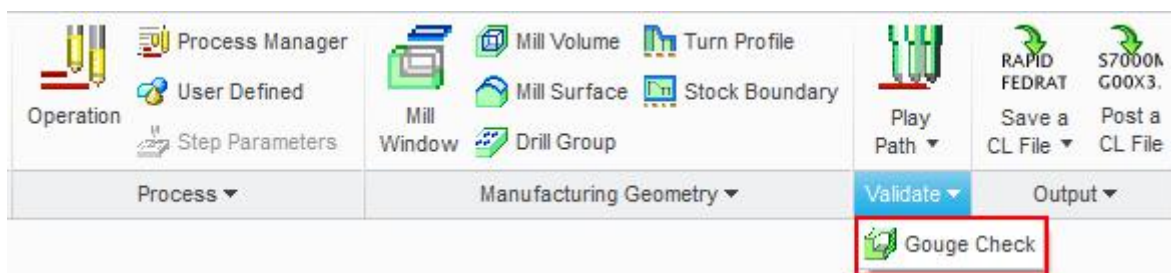 Operation
Process Manager
User Defined
Step Parameters
Process
Mill
Window
Mill Volume
Mill Surface
Drill Group
Turn Profile
Stock Boundary
Manufacturing Geometry
Play
Path
Validate
Gouge Check
RAPID
FEDRAT
Save a
CL File
S7000M
G00X3.
Post a
CL File
Output